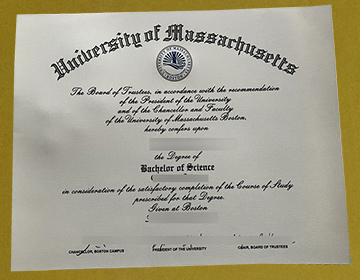 University of Massachusetts
The Board of Trustees, in accordance with the recommendation
of the President of the University
and of the Chancellor and Faculty
of the University of Massachusetts Boston,
hereby confers upon
the Degree of
Bachelor of Science
in consideration of the satisfactory completion of the Course of Study
prescribed for that Degree.
Given at Boston
CHANCELLOR, BOSTON CAMPUS PRESIDENT OF THE UNIVERSITY CHAIR, BOARD OF TRUSTEES